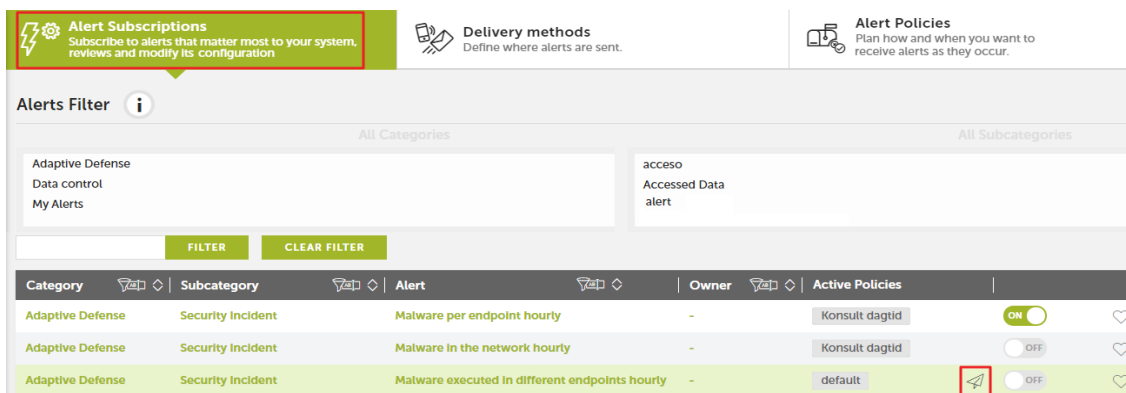 Alert Subscriptions
Subscribe to alerts that matter most to your system,
reviews and modify its configuration
Delivery methods
Define where alerts are sent.
Alert Policies
Plan how and when you want to
receive alerts as they occur.
Alerts Filter i
All Categories All Subcategories
Adaptive Defense acceso
Data control Accessed Data
My Alerts alert
FILTER CLEAR FILTER
Category Subcategory Alert Owner Active Policies
Adaptive Defense Security Incident Malware per endpoint hourly - Konsult dagtid ON
Adaptive Defense Security Incident Malware in the network hourly - Konsult dagtid OFF
Adaptive Defense Security Incident Malware executed in different endpoints hourly - default OFF